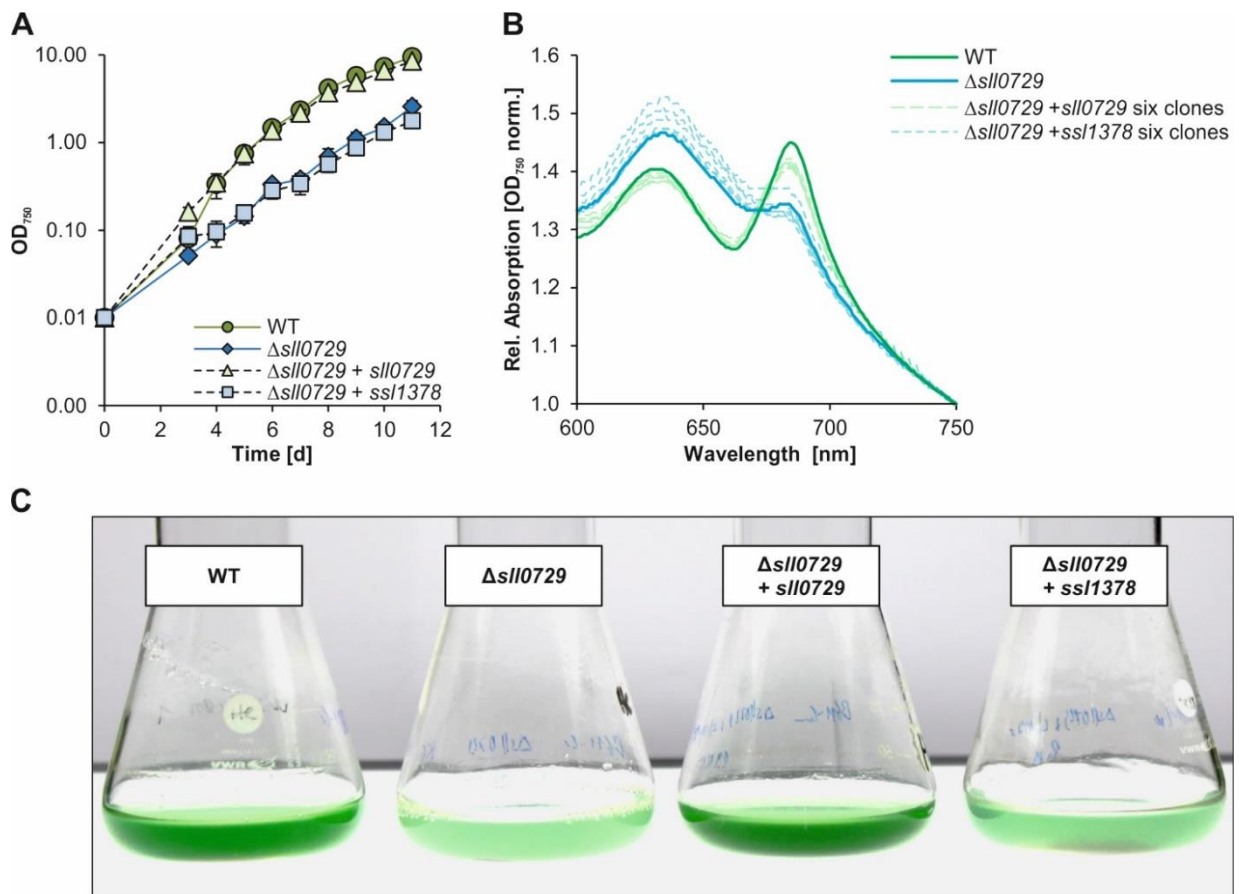 A
10.00
1.00
0.10
0.01
0.00
OD750
0 2 4 6 8 10 12
Time [d]
WT
Δsll0729
Δsll0729 + sll0729
Δsll0729 + ssl1378
B
1.6
1.5
1.4
1.3
1.2
1.1
1.0
Rel. Absorption [OD750 norm.]
600 650 700 750
Wavelength [nm]
WT
Δsll0729
Δsll0729 +sll0729 six clones
Δsll0729 +ssl1378 six clones
C
WT
Δsll0729
Δsll0729
+ sll0729
Δsll0729
+ ssl1378